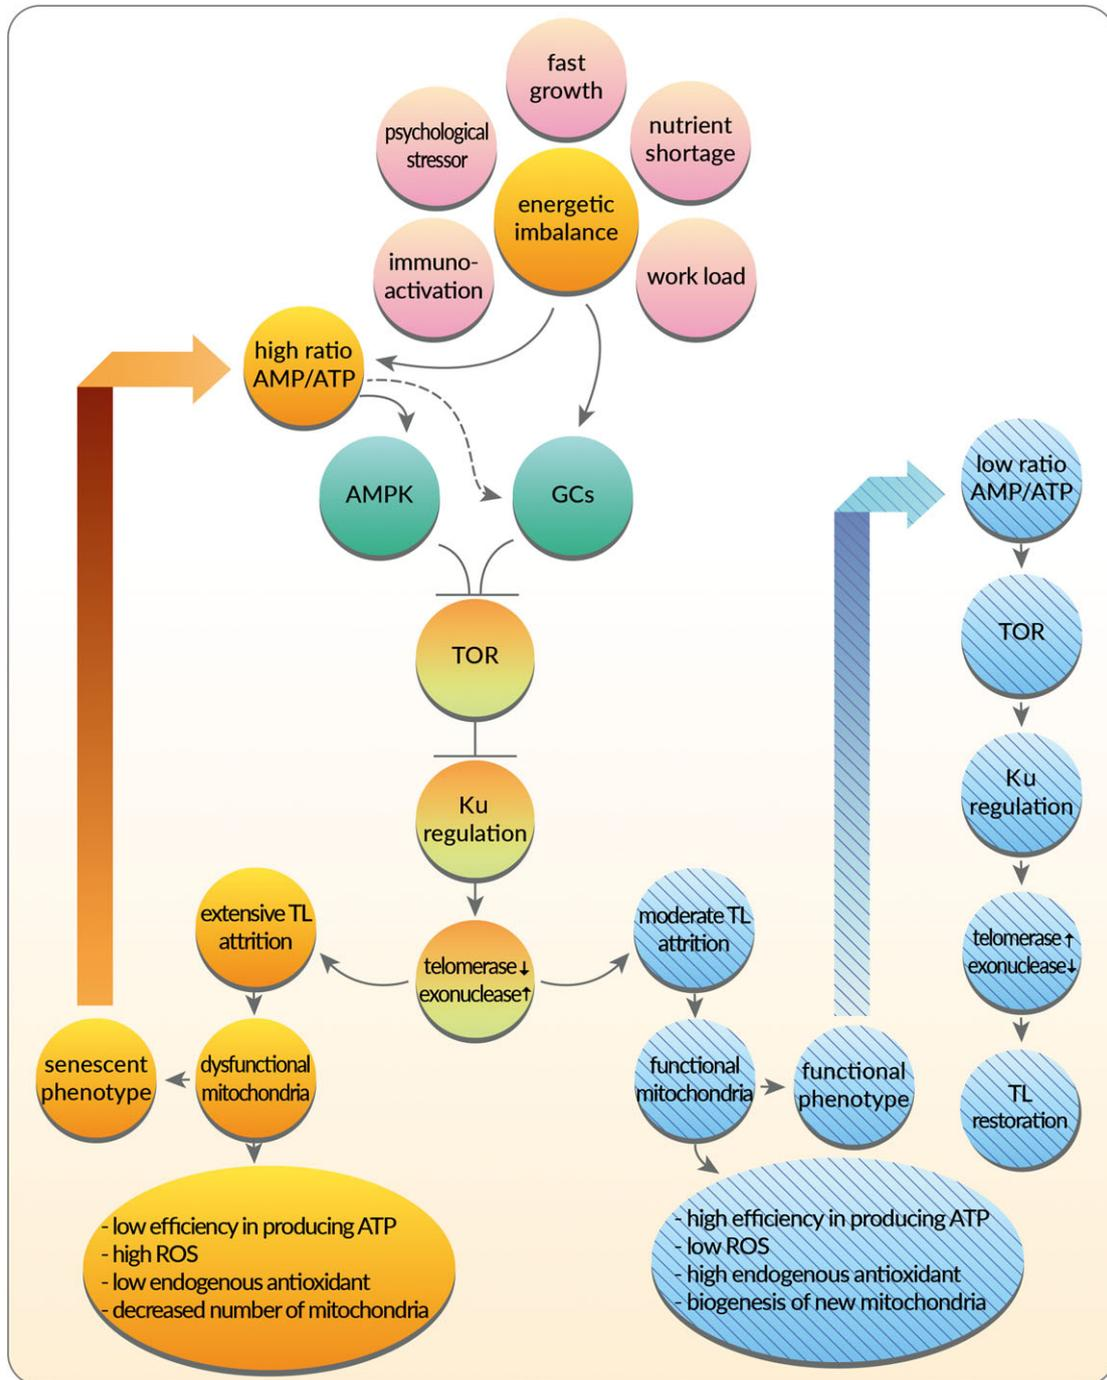 fast
growth
psychological
stressor
nutrient
shortage
energetic
imbalance
immuno-
activation
work load
high ratio
AMP/ATP
AMPK
GCs
TOR
Ku
regulation
telomerase↓
exonuclease↑
extensive TL
attrition
dysfunctional
mitochondria
senescent
phenotype
- low efficiency in producing ATP
- high ROS
- low endogenous antioxidant
- decreased number of mitochondria
moderate TL
attrition
functional
mitochondria
functional
phenotype
- high efficiency in producing ATP
- low ROS
- high endogenous antioxidant
- biogenesis of new mitochondria
low ratio
AMP/ATP
TOR
Ku
regulation
telomerase↑
exonuclease↓
TL
restoration